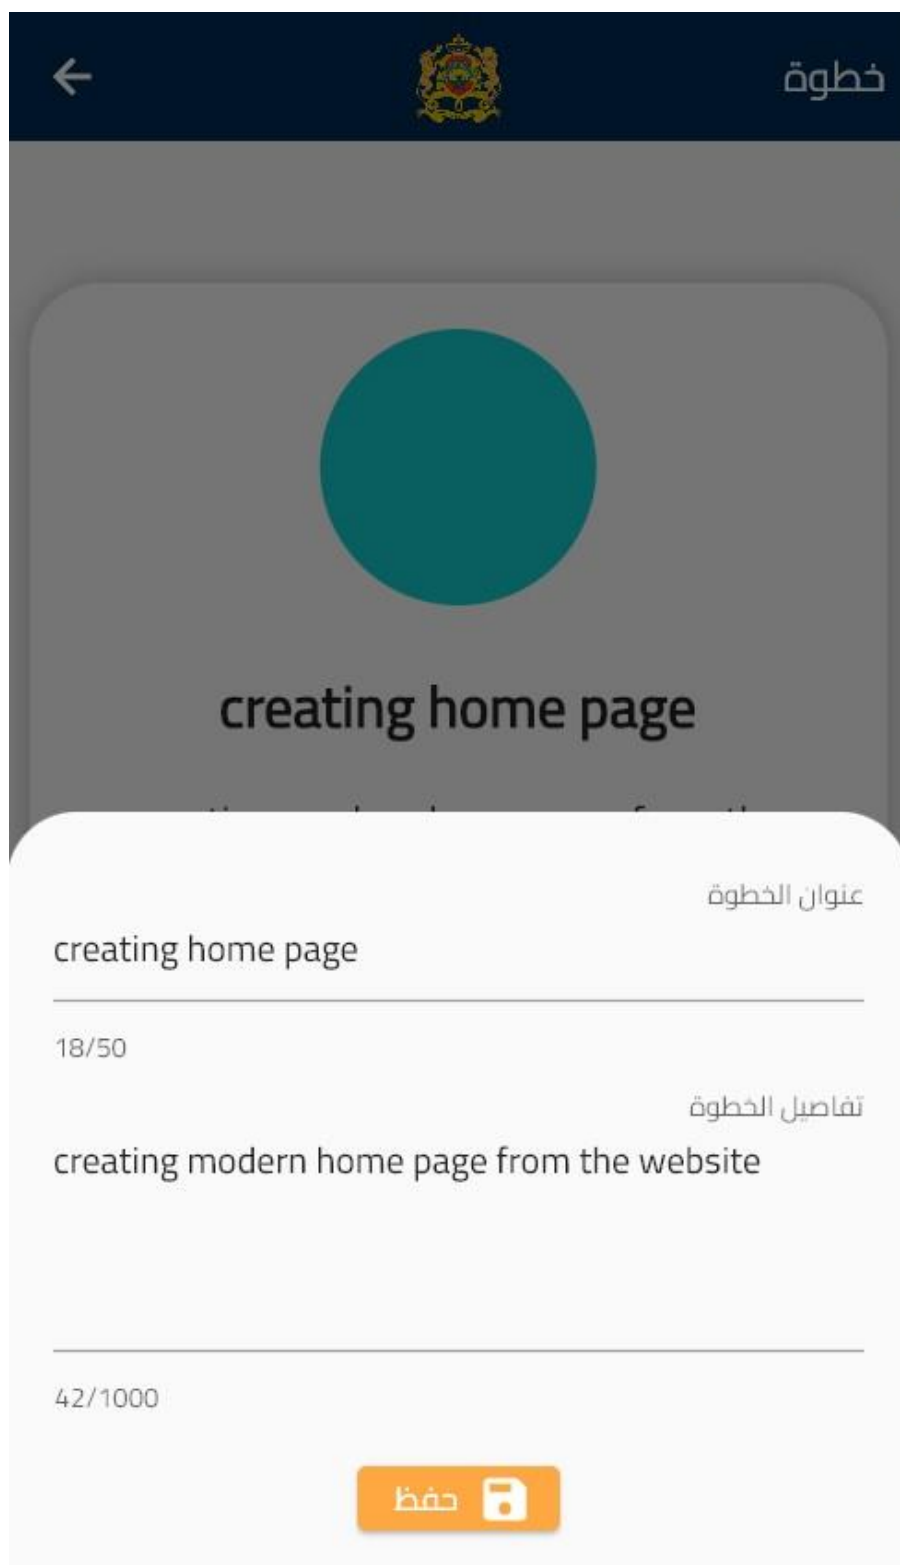 خطوة
creating home page
عنوان الخطوة
creating home page
18/50
تفاصيل الخطوة
creating modern home page from the website
42/1000
حفظ